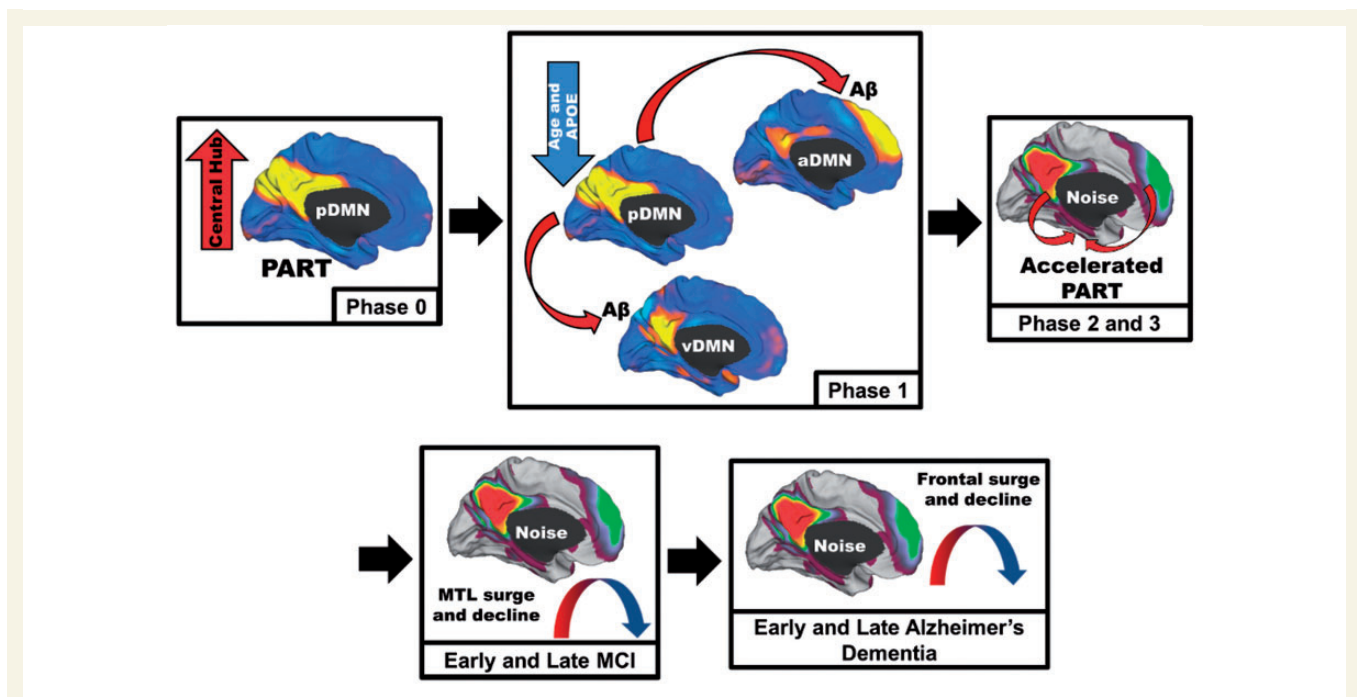 Central Hub
pDMN
PART
Phase 0
Age and
APOE
Aβ
aDMN
pDMN
Aβ
vDMN
Phase 1
Noise
Accelerated
PART
Phase 2 and 3
Noise
MTL surge
and decline
Early and Late MCI
Frontal surge
and decline
Noise
Early and Late Alzheimer's
Dementia